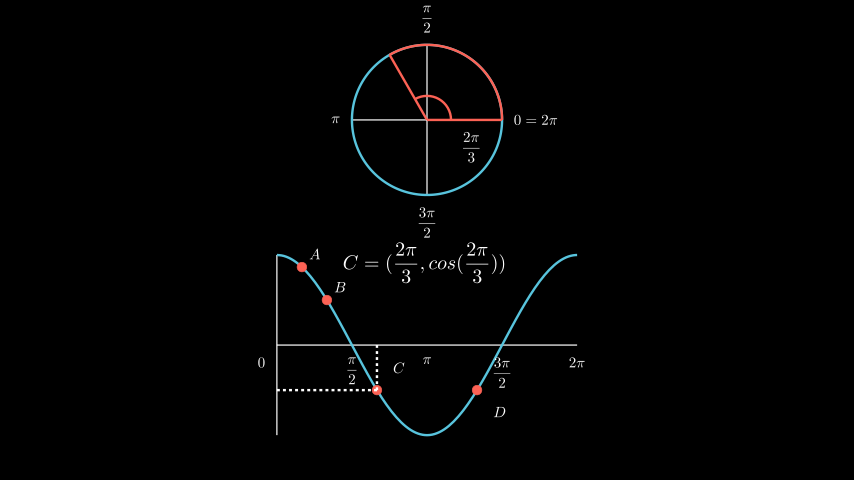 π/2
π
0 = 2π
2π/3
3π/2
A
C = (2π/3, cos(2π/3))
B
0
π/2
C
π
3π/2
2π
D